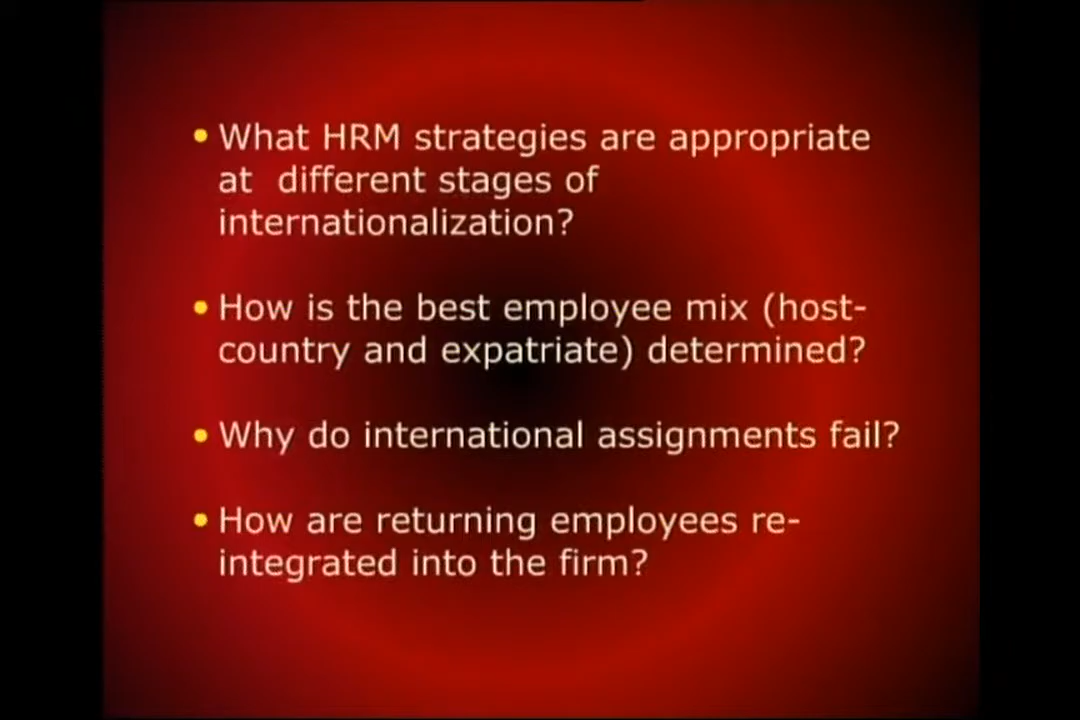 • What HRM strategies are appropriate
at  different stages of
internationalization?
• How is the best employee mix (host-
country and expatriate) determined?
• Why do international assignments fail?
• How are returning employees re-
integrated into the firm?